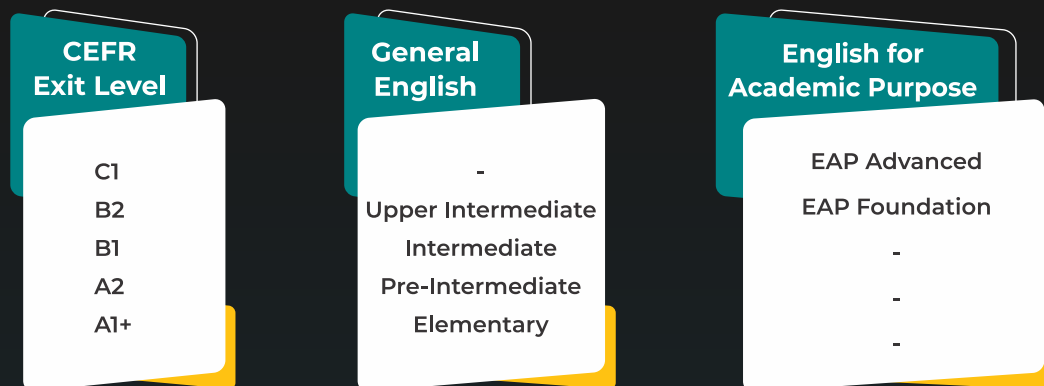 CEFR
Exit Level
C1
B2
B1
A2
A1+
General
English
-
Upper Intermediate
Intermediate
Pre-Intermediate
Elementary
English for
Academic Purpose
EAP Advanced
EAP Foundation
-
-
-